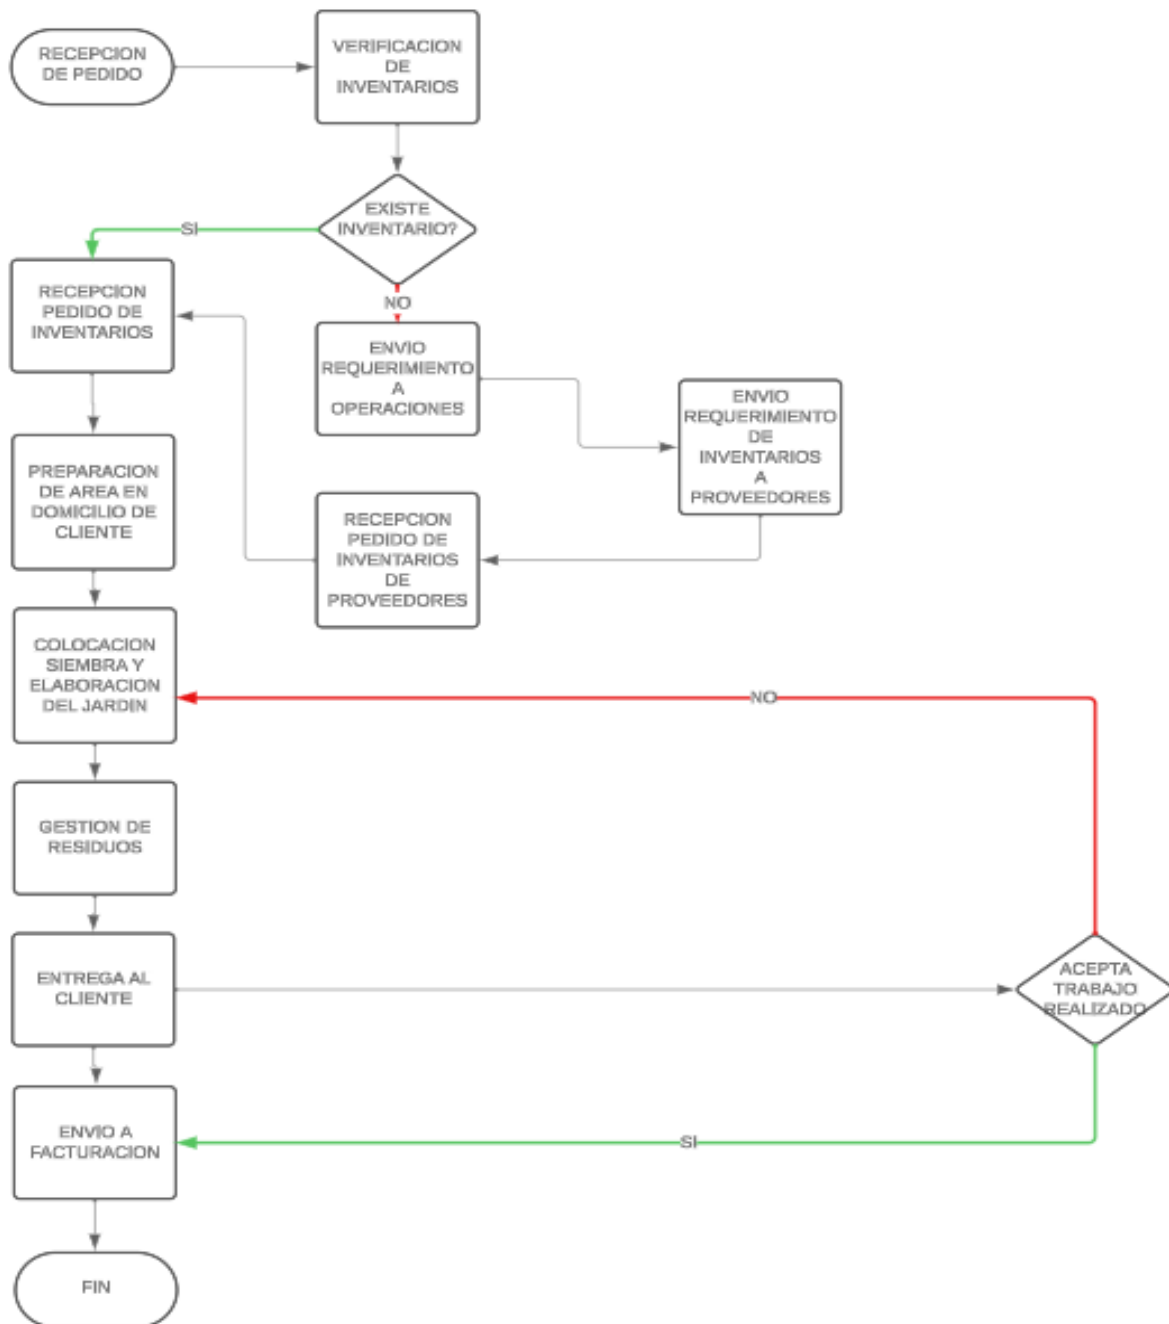 RECEPCION
DE PEDIDO
VERIFICACION
DE
INVENTARIOS
EXISTE
INVENTARIO?
SI
NO
RECEPCION
PEDIDO DE
INVENTARIOS
ENVIO
REQUERIMIENTO
A
OPERACIONES
ENVIO
REQUERIMIENTO
DE
INVENTARIOS
A
PROVEEDORES
PREPARACION
DE AREA EN
DOMICILIO DE
CLIENTE
RECEPCION
PEDIDO DE
INVENTARIOS
DE
PROVEEDORES
COLOCACION
SIEMBRA Y
ELABORACION
DEL JARDIN
NO
GESTION DE
RESIDUOS
ENTREGA AL
CLIENTE
ACEPTA
TRABAJO
REALIZADO
ENVIO A
FACTURACION
SI
FIN